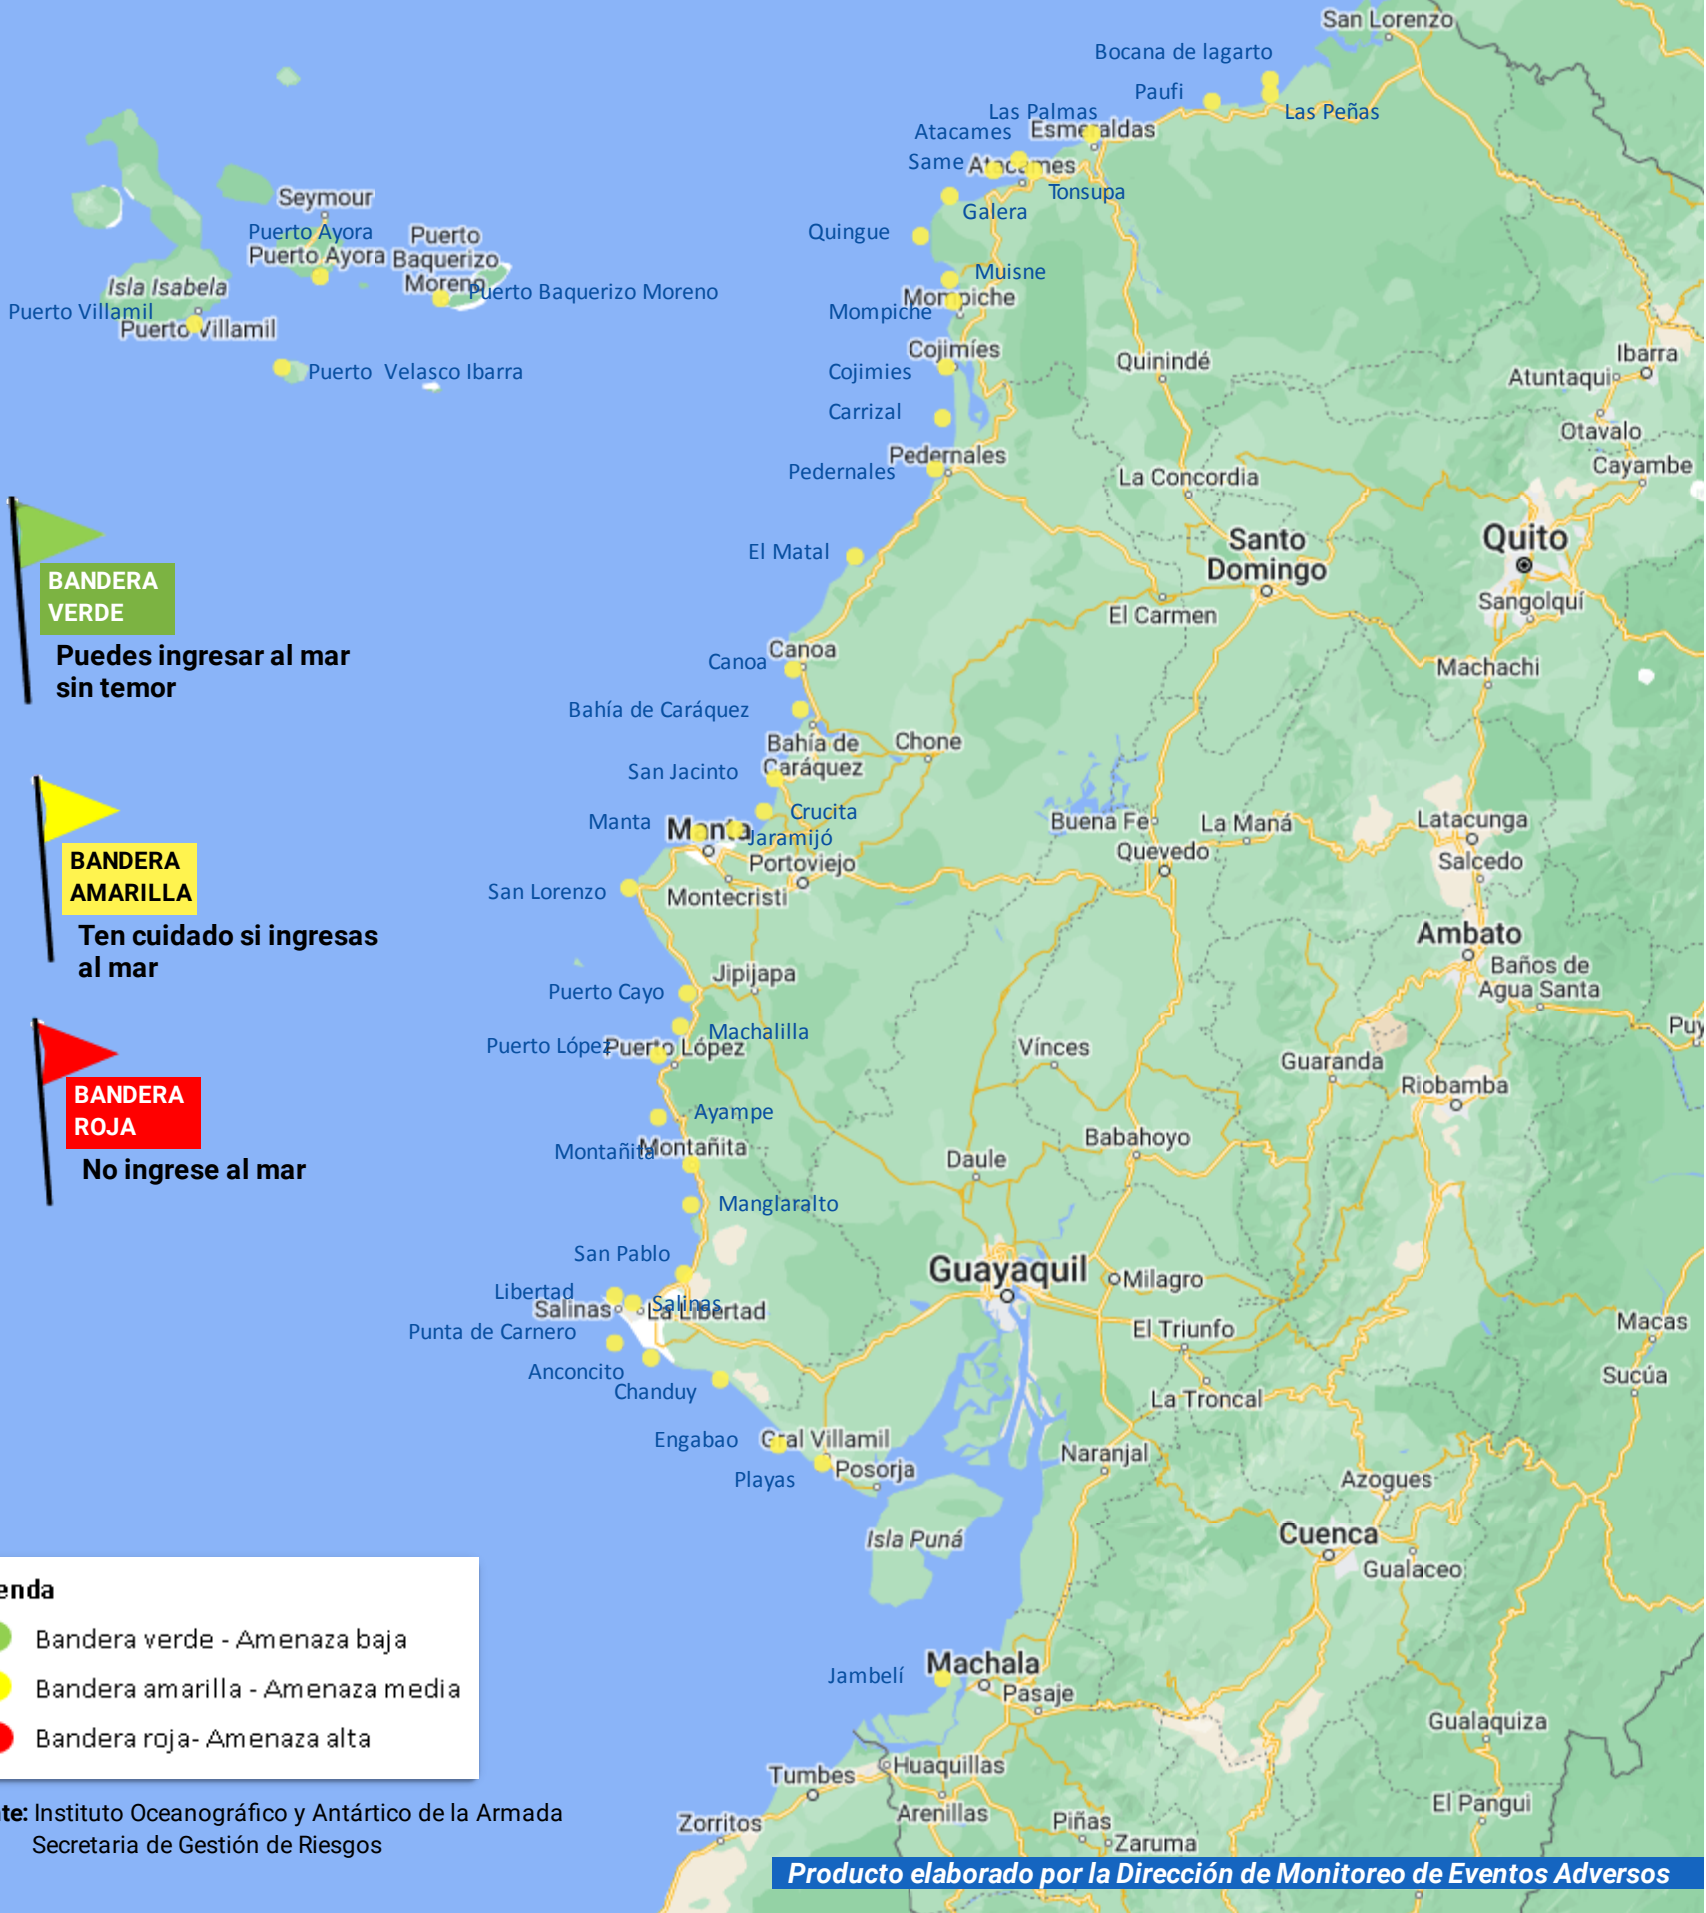 San Lorenzo
Bocana de lagarto
Paufi
Las Peñas
Las Palmas
Esmeraldas
Atacames
Same
Atacames
Tonsupa
Galera
Quingue
Muisne
Mompiche
Mompiche
Cojimíes
Cojimies
Carrizal
Pedernales
Pedernales
El Matal
Canoa
Canoa
Bahía de Caráquez
Bahía de
Caráquez
Chone
San Jacinto
Crucita
Manta
Manta
Jaramijó
Portoviejo
Montecristi
San Lorenzo
Jipijapa
Puerto Cayo
Machalilla
Puerto López
Puerto López
Ayampe
Montañita
Montañita
Manglaralto
San Pablo
Libertad
Salinas
Salinas
La Libertad
Punta de Carnero
Anconcito
Chanduy
Engabao
Gral Villamil
Playas
Posorja
Isla Puná
Jambelí
Machala
Pasaje
Huaquillas
Tumbes
Arenillas
Zorritos
Piñas
Zaruma
Seymour
Puerto Ayora
Puerto Ayora
Puerto
Baquerizo
Moreno
Puerto Baquerizo Moreno
Isla Isabela
Puerto Villamil
Puerto Villamil
Puerto Velasco Ibarra
Quinindé
Ibarra
Atuntaqui
Otavalo
Cayambe
La Concordia
Santo
Domingo
Quito
Sangolquí
El Carmen
Machachi
Buena Fe
La Maná
Quevedo
Latacunga
Salcedo
Ambato
Baños de
Agua Santa
Puy
Vínces
Guaranda
Riobamba
Babahoyo
Daule
Guayaquil
Milagro
El Triunfo
Macas
Sucúa
La Troncal
Naranjal
Azogues
Cuenca
Gualaceo
Gualaquiza
El Pangui
BANDERA
VERDE
Puedes ingresar al mar
sin temor
BANDERA
AMARILLA
Ten cuidado si ingresas
al mar
BANDERA
ROJA
No ingrese al mar
enda
Bandera verde - Amenaza baja
Bandera amarilla - Amenaza media
Bandera roja- Amenaza alta
te: Instituto Oceanográfico y Antártico de la Armada
Secretaria de Gestión de Riesgos
Producto elaborado por la Dirección de Monitoreo de Eventos Adversos